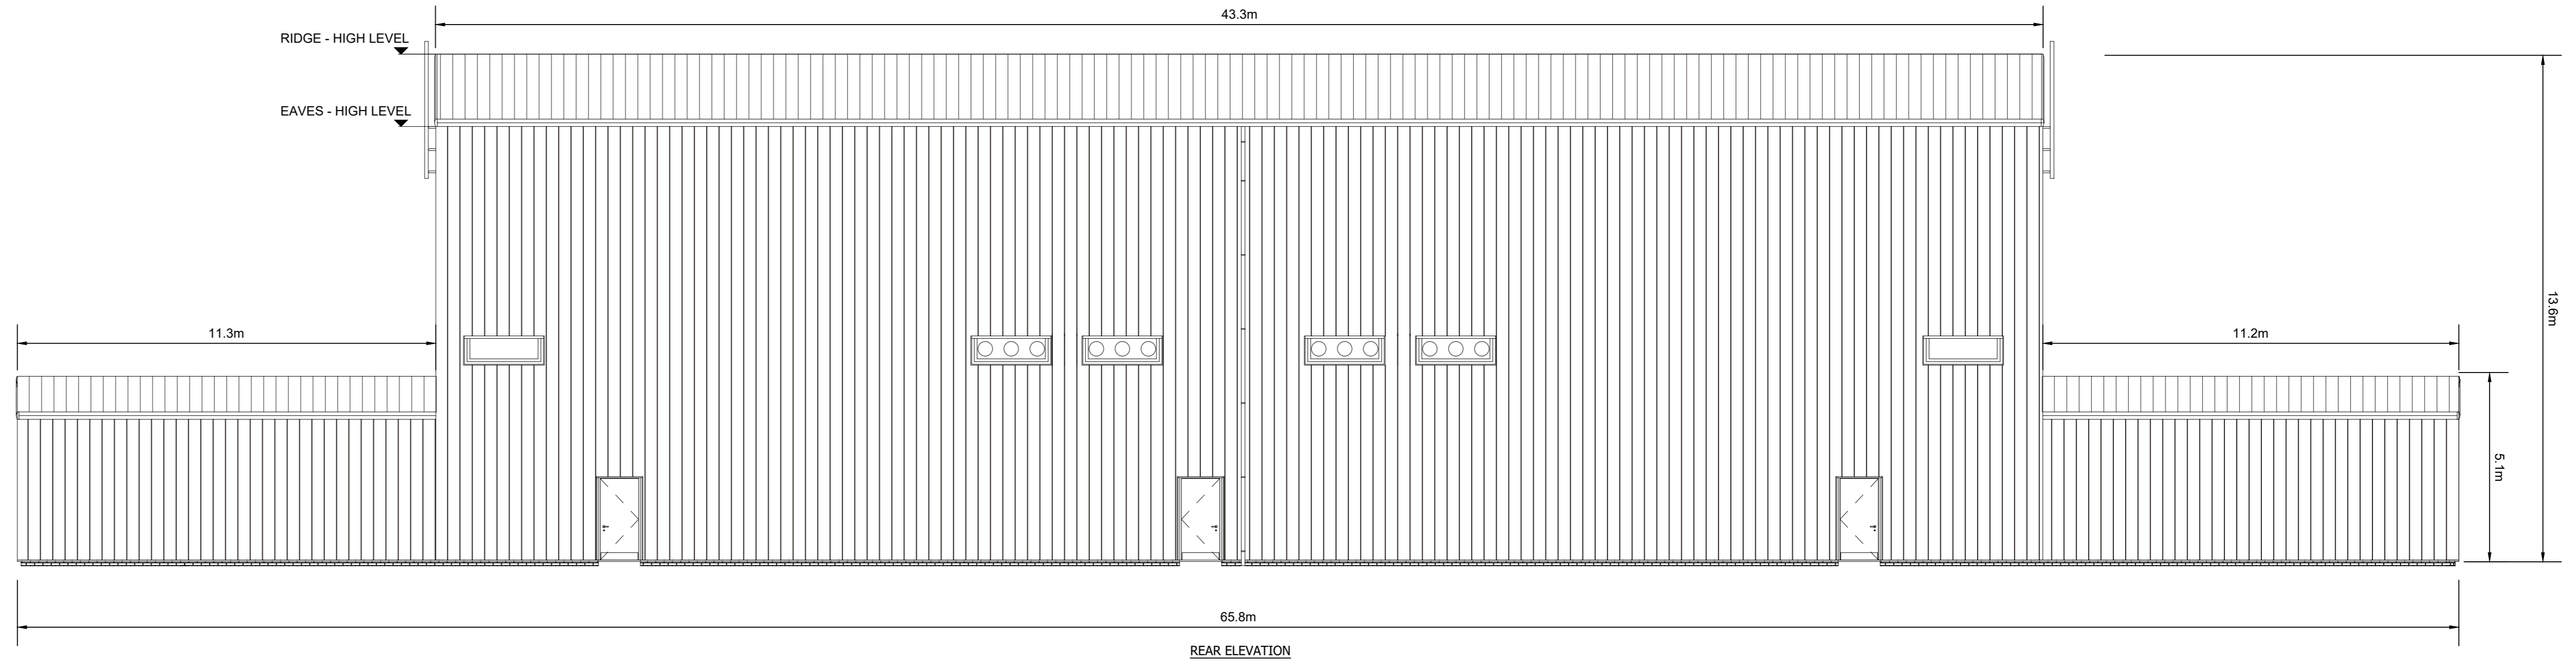 43.3m
RIDGE - HIGH LEVEL
EAVES - HIGH LEVEL
13.6m
11.3m
11.2m
5.1m
65.8m
REAR ELEVATION